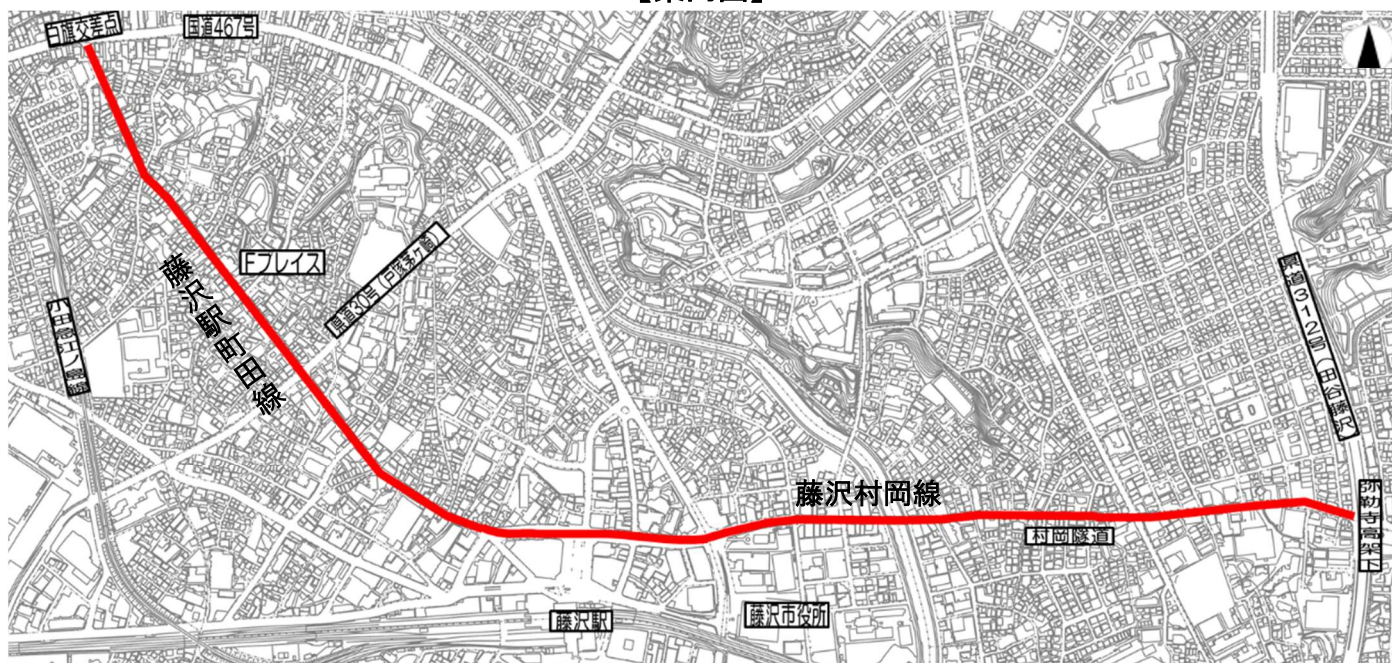 【案内図】
白旗交差点
国道467号
Fプレイス
県道30号(戸塚茅ケ崎)
藤沢駅町田線
小田急江ノ島線
県道312号(田谷藤沢)
藤沢村岡線
弥勒寺高架下
村岡隧道
藤沢駅
藤沢市役所